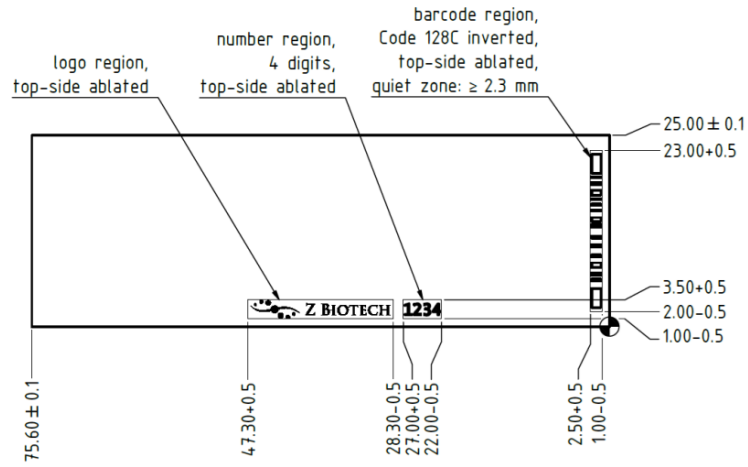 logo region,
top-side ablated
number region,
4 digits,
top-side ablated
barcode region,
Code 128C inverted,
top-side ablated,
quiet zone: ≥ 2.3 mm
25.00 ± 0.1
23.00+0.5
3.50+0.5
2.00-0.5
1.00-0.5
Z BIOTECH
1234
75.60 ± 0.1
47.30+0.5
28.30-0.5
27.00+0.5
22.00-0.5
2.50+0.5
1.00-0.5